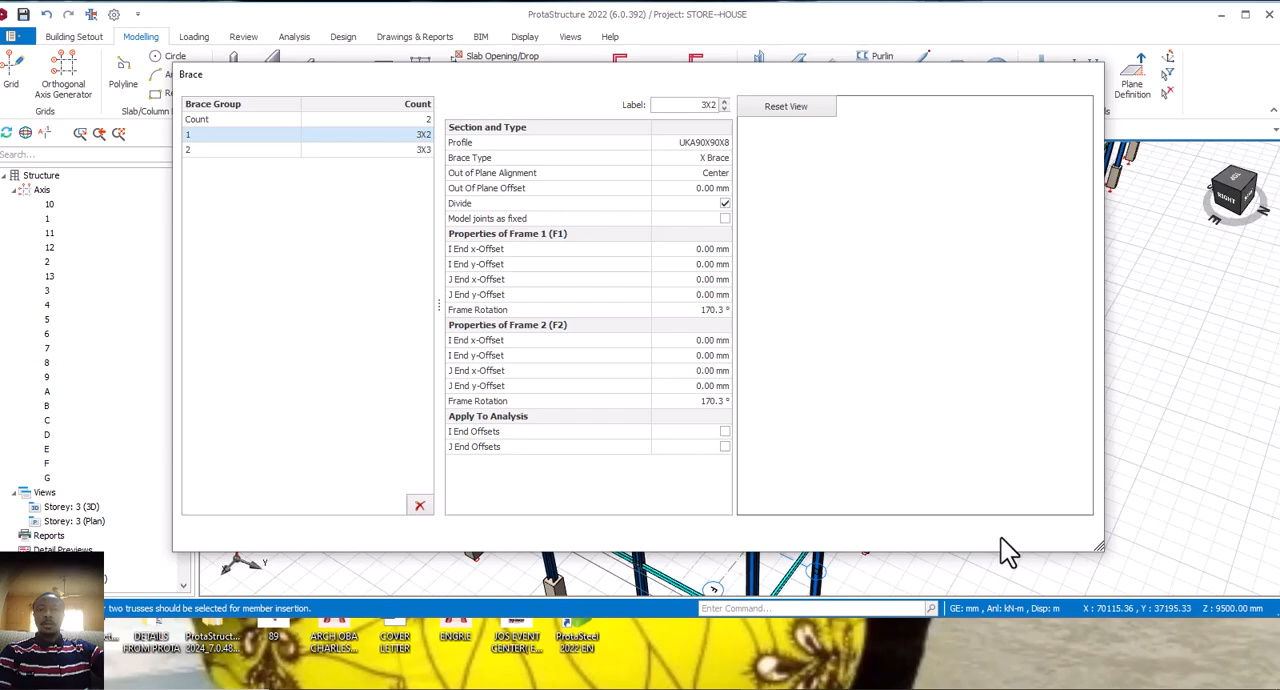 ProtaStructure 2022 (6.0.392) / Project: STORE--HOUSE
Building Setout Modelling Loading Review Analysis Design Drawings & Reports BIM Display Views Help
Circle
Slab Opening/Drop
Purlin
Grid
Orthogonal
Axis Generator
Polyline
Plane
Definition
Grids
Slab/Column
Brace
Brace Group Count
Count 2
1 3X2
2 3X3
Label: 3X2
Section and Type
Profile UKA90X90X8
Brace Type X Brace
Out of Plane Alignment Center
Out Of Plane Offset 0.00 mm
Divide
Model joints as fixed
Properties of Frame 1 (F1)
I End x-Offset 0.00 mm
I End y-Offset 0.00 mm
J End x-Offset 0.00 mm
J End y-Offset 0.00 mm
Frame Rotation 170.3 °
Properties of Frame 2 (F2)
I End x-Offset 0.00 mm
I End y-Offset 0.00 mm
J End x-Offset 0.00 mm
J End y-Offset 0.00 mm
Frame Rotation 170.3 °
Apply To Analysis
I End Offsets
J End Offsets
Reset View
Search...
Structure
Axis
10
1
11
12
2
13
3
4
5
6
7
8
9
A
B
C
D
E
F
G
Views
Storey: 3 (3D)
Storey: 3 (Plan)
Reports
Detail Previews
TOP
RIGHT
Y
two trusses should be selected for member insertion.
Enter Command...
GE: mm , Anl: kN-m , Disp: m
X : 70115.36 , Y : 37195.33
Z : 9500.00 mm
DETAILS
FROM PROTA
ProtaStruct...
2024_7.0.48...
89
ARCH_OBA
CHARLES...
COVER
LETTER
ENGRLE
JOS EVENT
CENTER( E...
ProtaSteel
2022 EN